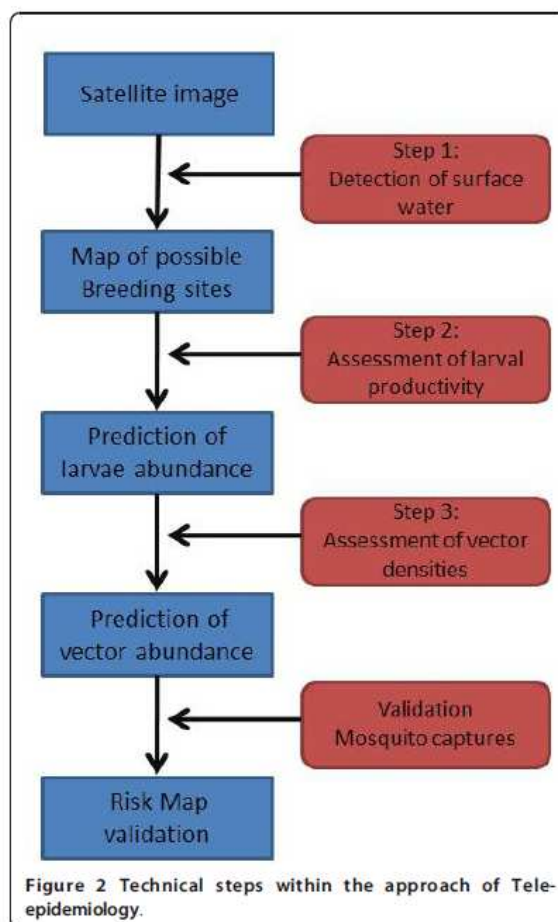 Satellite image
Step 1:
Detection of surface
water
Map of possible
Breeding sites
Step 2:
Assessment of larval
productivity
Prediction of
larvae abundance
Step 3:
Assessment of vector
densities
Prediction of
vector abundance
Validation
Mosquito captures
Risk Map
validation
Figure 2 Technical steps within the approach of Tele-
epidemiology.